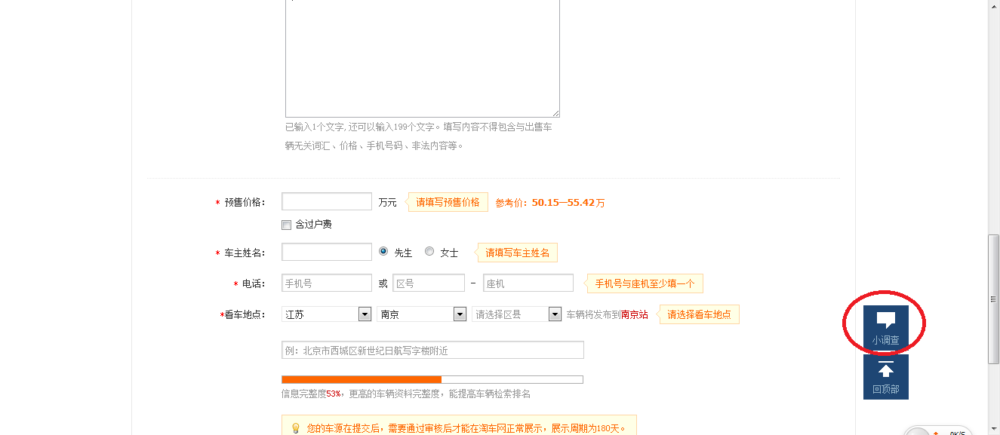 已输入1个文字, 还可以输入199个文字。填写内容不得包含与出售车
辆无关词汇、价格、手机号码、非法内容等。
* 预售价格： 万元 请填写预售价格 参考价：50.15—55.42万
含过户费
* 车主姓名： 先生 女士 请填写车主姓名
* 电话： 手机号 或 区号 - 座机 手机号与座机至少填一个
*看车地点： 江苏 南京 请选择区县 车辆将发布到南京站 请选择看车地点
小调查
例：北京市西城区新世纪日航写字楼附近
信息完整度53%，更高的车辆资料完整度，能提高车辆检索排名
回顶部
您的车源在提交后，需要通过审核后才能在淘车网正常展示，展示周期为180天。